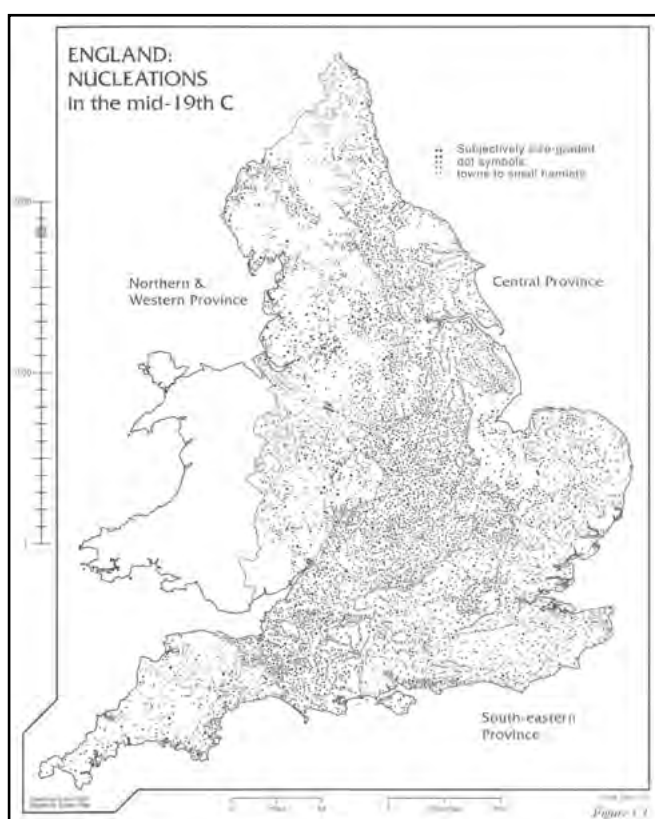 ENGLAND:
NUCLEATIONS
in the mid-19th C
Subjectively size-graded
dot symbols:
towns to small hamlets
Northern &
Western Province
Central Province
South-eastern
Province